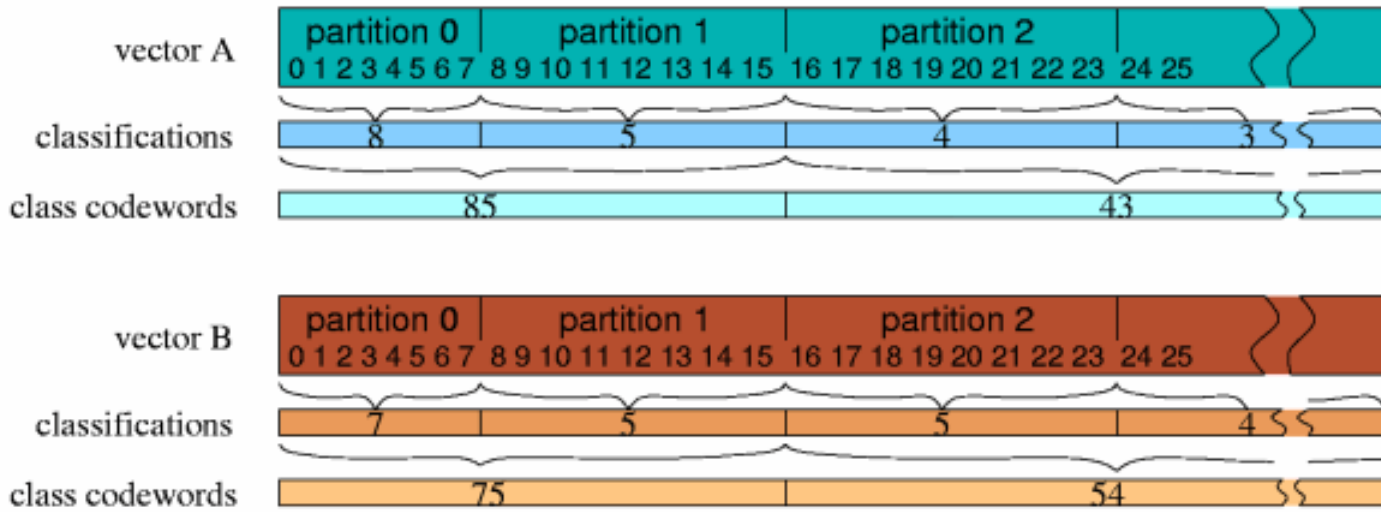 partition 0 partition 1 partition 2
vector A
0 1 2 3 4 5 6 7 8 9 10 11 12 13 14 15 16 17 18 19 20 21 22 23 24 25
classifications 8 5 4 3
class codewords 85 43
partition 0 partition 1 partition 2
vector B
0 1 2 3 4 5 6 7 8 9 10 11 12 13 14 15 16 17 18 19 20 21 22 23 24 25
classifications 7 5 5 4
class codewords 75 54